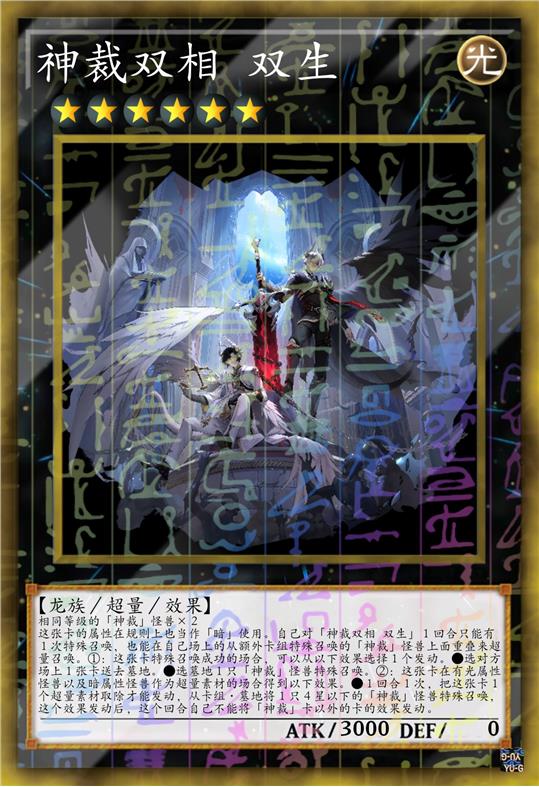 神裁双相 双生
光
【龙族／超量／效果】
相同等级的「神裁」怪兽×2
这张卡的属性在规则上也当作「暗」使用。自己对「神裁双相 双生」1回合只能有
1次特殊召唤，也能在自己场上的从额外卡组特殊召唤的「神裁」怪兽上面重叠来超
量召唤。①：这张卡特殊召唤成功的场合，可以从以下效果选择1个发动。●选对方
场上1张卡送去墓地。●选墓地1只「神裁」怪兽特殊召唤。②：这张卡在有光属性
怪兽以及暗属性怪兽作为超量素材的场合得到以下效果。●1回合1次，把这张卡1
个超量素材取除才能发动，从卡组、墓地将1只4星以下的「神裁」怪兽特殊召唤，
这个效果发动后，这个回合自己不能将「神裁」卡以外的卡的效果发动。
ATK/3000 DEF/ 0
YU-G